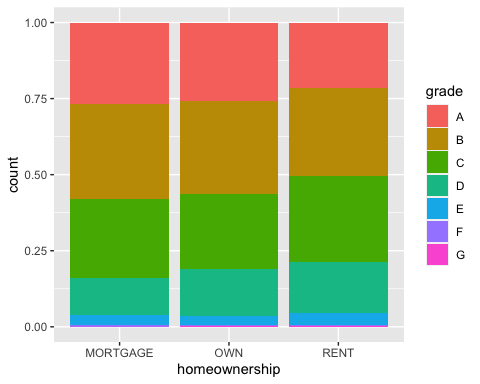 1.00
0.75
0.50
0.25
0.00
count
MORTGAGE
OWN
RENT
homeownership
grade
A
B
C
D
E
F
G